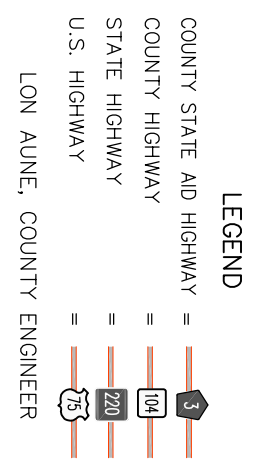 LEGEND
COUNTY STATE AID HIGHWAY = 3
COUNTY HIGHWAY = 104
STATE HIGHWAY = 220
U.S. HIGHWAY = 75
LON AUNE, COUNTY ENGINEER